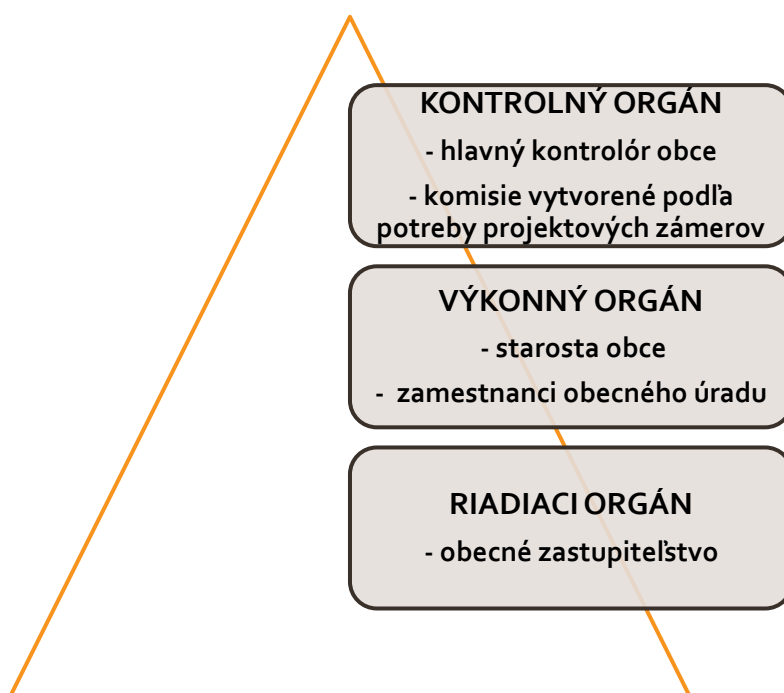 KONTROLNÝ ORGÁN
- hlavný kontrolór obce
- komisie vytvorené podľa
potreby projektových zámerov
VÝKONNÝ ORGÁN
- starosta obce
- zamestnanci obecného úradu
RIADIACI ORGÁN
- obecné zastupiteľstvo